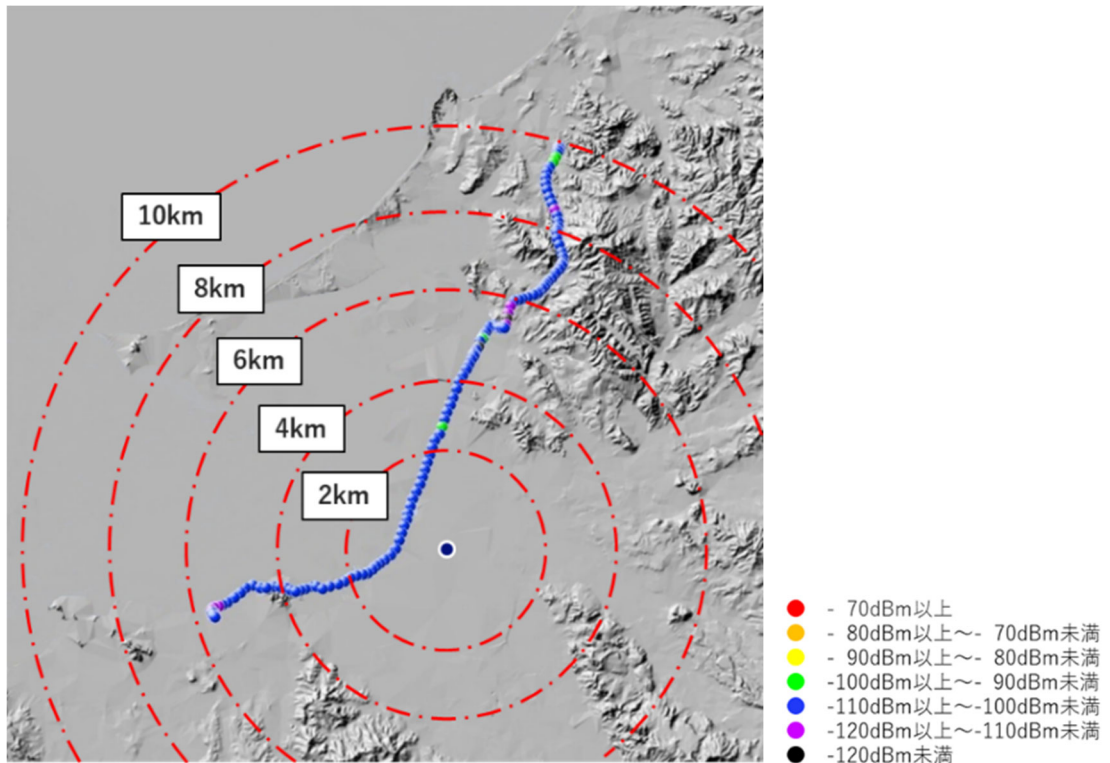 10km
8km
6km
4km
2km
- 70dBm以上
- 80dBm以上～- 70dBm未満
- 90dBm以上～- 80dBm未満
-100dBm以上～- 90dBm未満
-110dBm以上～-100dBm未満
-120dBm以上～-110dBm未満
-120dBm未満